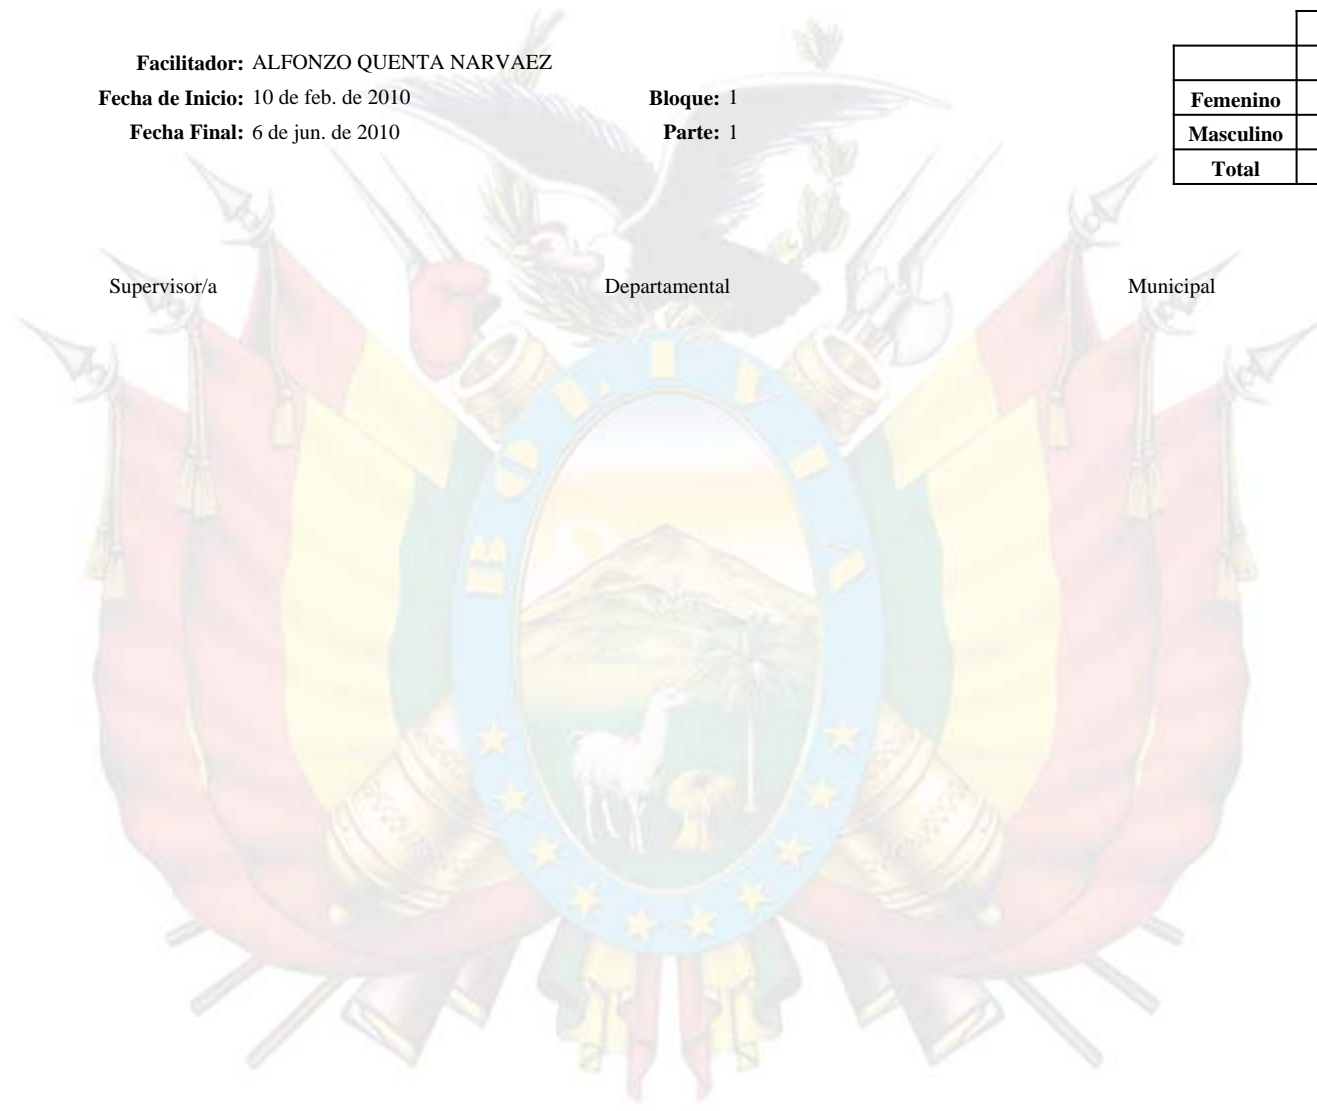 Facilitador: ALFONZO QUENTA NARVAEZ
Fecha de Inicio: 10 de feb. de 2010 Bloque: 1
Femenino
Fecha Final: 6 de jun. de 2010 Parte: 1
Masculino
Total
Supervisor/a Departamental Municipal
BOLIVIA